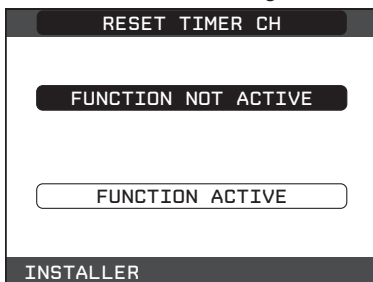 RESET TIMER CH
FUNCTION NOT ACTIVE
FUNCTION ACTIVE
INSTALLER